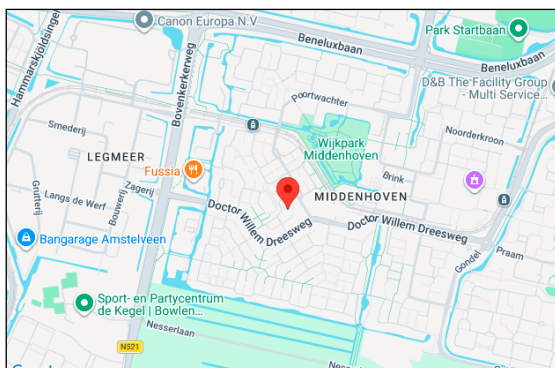 Canon Europa N.V
Beneluxbaan
Park Startbaan
Beneluxbaan
Hammarskjöldsingel
Bovenkerkerweg
D&B The Facility Group
- Multi Service...
Poortwachter
Smederij
Noorderkroon
LEGMEER
Wijkpark
Middenhoven
Fussia
Brink
Grutterij
Langs de Werf
Bouwerij
Zagerij
MIDDENHOVEN
Doctor Willem Dreesweg
Doctor Willem Dreesweg
Bangarage Amstelveen
Gondel
Praam
Sport- en Partycentrum
de Kegel | Bowlen...
Nesserlaan
N521
Nesserlaan